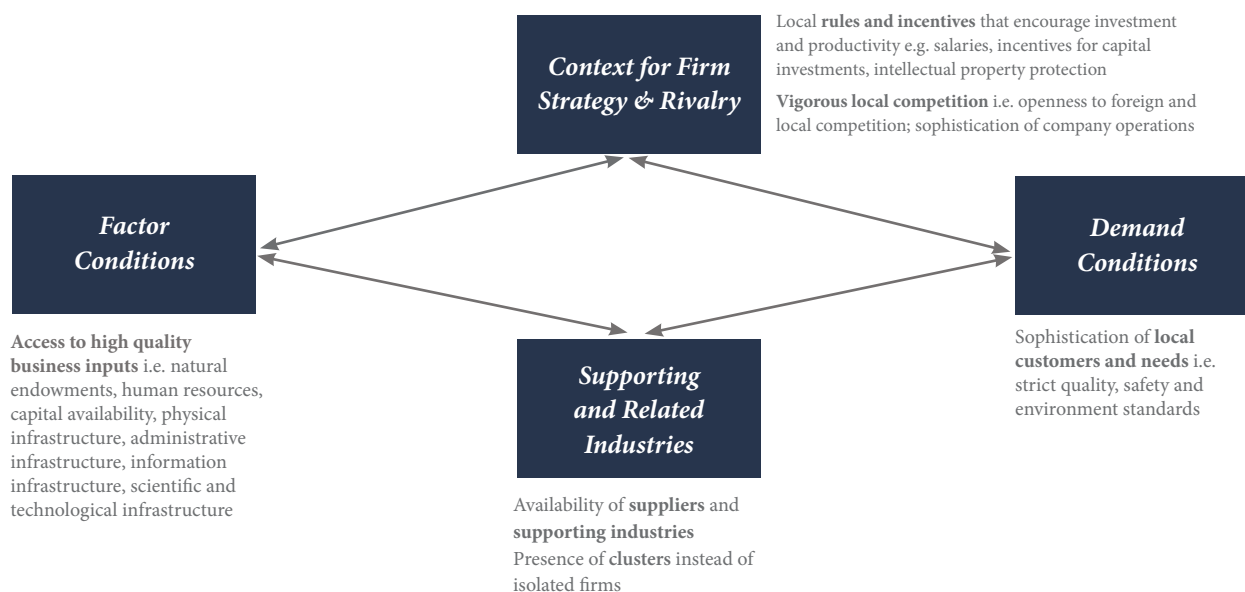 Context for Firm
Strategy & Rivalry
Local rules and incentives that encourage investment
and productivity e.g. salaries, incentives for capital
investments, intellectual property protection
Vigorous local competition i.e. openness to foreign and
local competition; sophistication of company operations
Factor
Conditions
Access to high quality
business inputs i.e. natural
endowments, human resources,
capital availability, physical
infrastructure, administrative
infrastructure, information
infrastructure, scientific and
technological infrastructure
Demand
Conditions
Sophistication of local
customers and needs i.e.
strict quality, safety and
environment standards
Supporting
and Related
Industries
Availability of suppliers and
supporting industries
Presence of clusters instead of
isolated firms